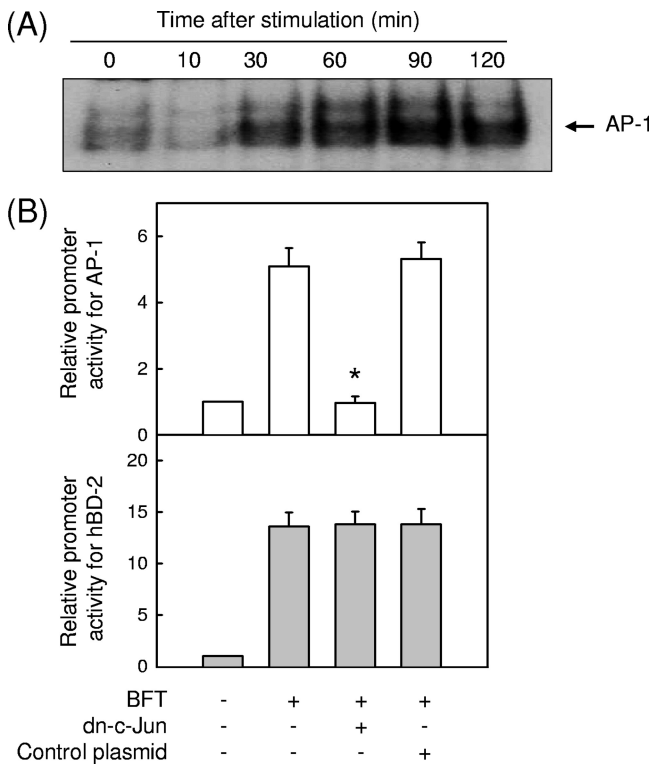 (A)
Time after stimulation (min)
0 10 30 60 90 120
AP-1
(B)
Relative promoter
activity for AP-1
6
4
2
0
*
Relative promoter
activity for hBD-2
20
15
10
5
0
BFT - + + +
dn-c-Jun - - + -
Control plasmid - - - +